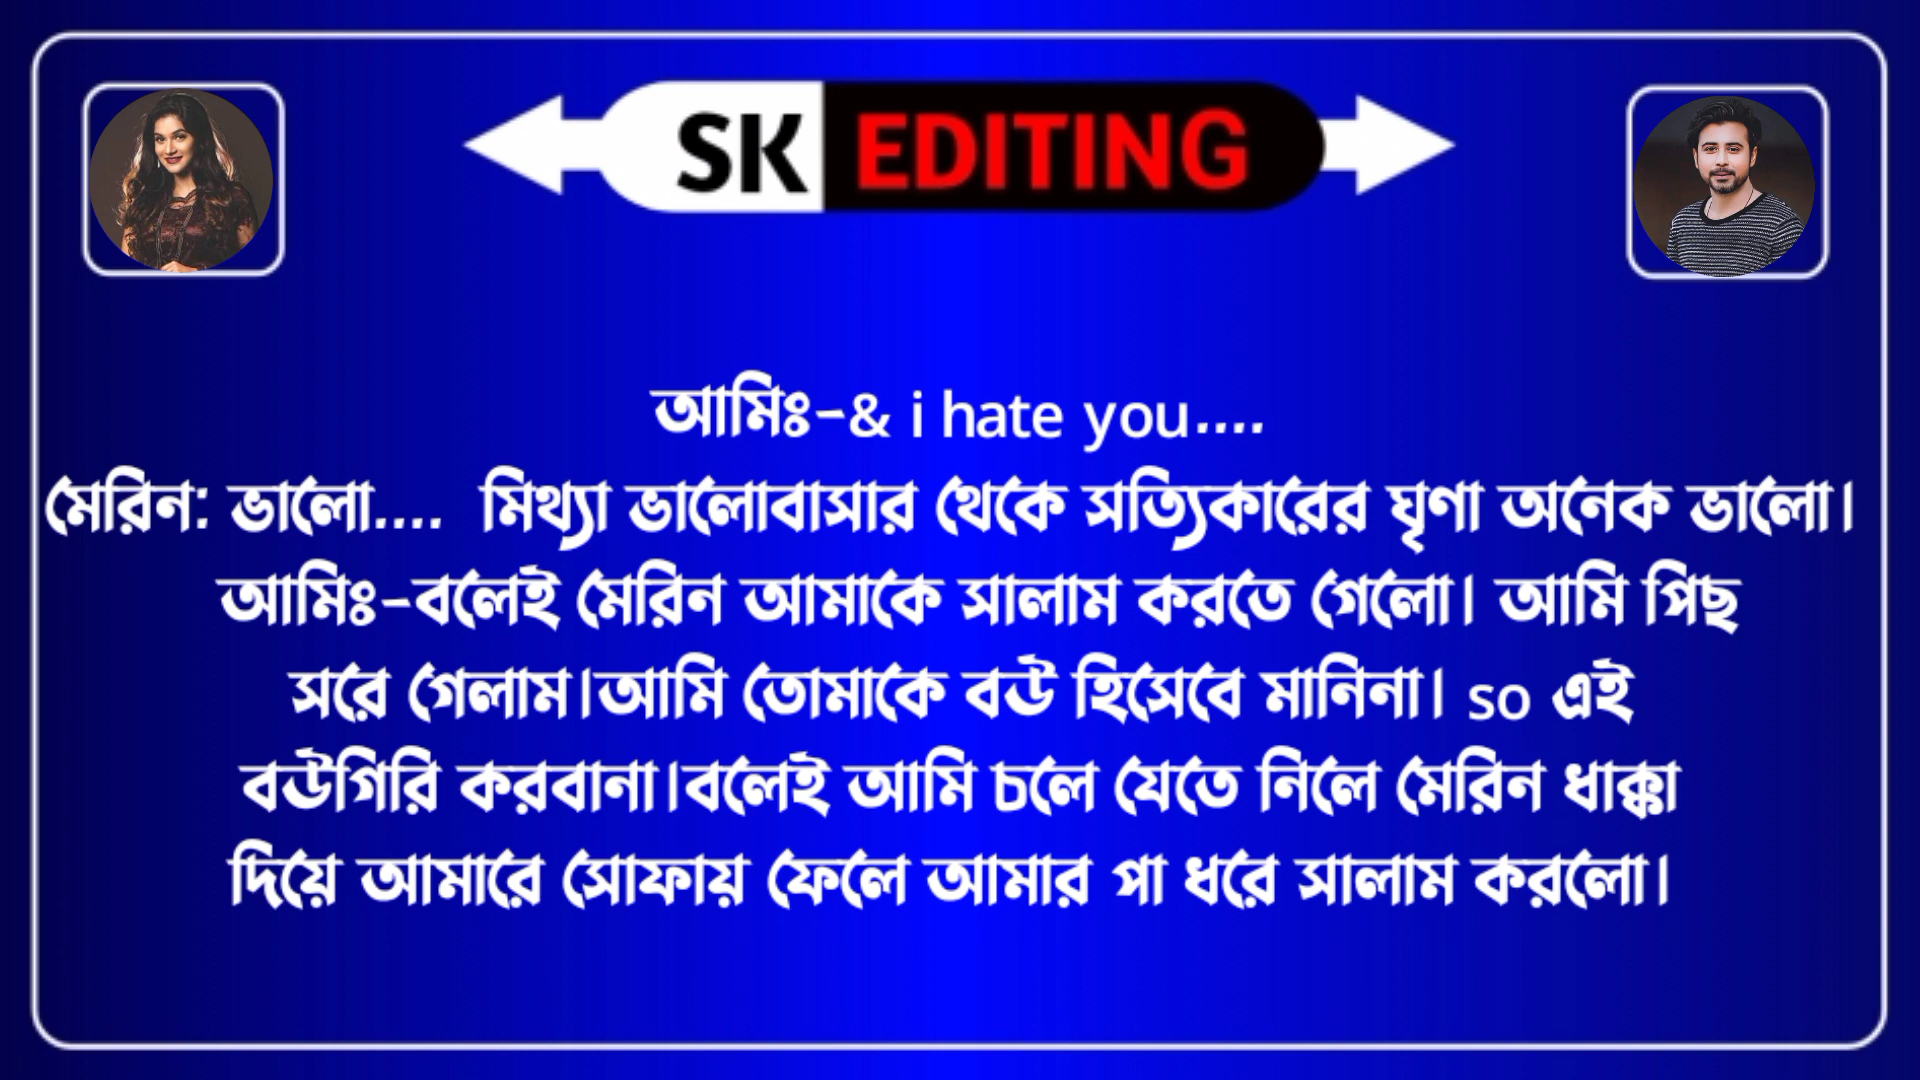 SK EDITING
আমিঃ-& i hate you....
মেরিন: ভালো.... মিথ্যা ভালোবাসার থেকে সত্যিকারের ঘৃণা অনেক ভালো।
আমিঃ-বলেই মেরিন আমাকে সালাম করতে গেলো। আমি পিছ
সরে গেলাম।আমি তোমাকে বউ হিসেবে মানিনা। so এই
বউগিরি করবানা।বলেই আমি চলে যেতে নিলে মেরিন ধাক্কা
দিয়ে আমারে সোফায় ফেলে আমার পা ধরে সালাম করলো।